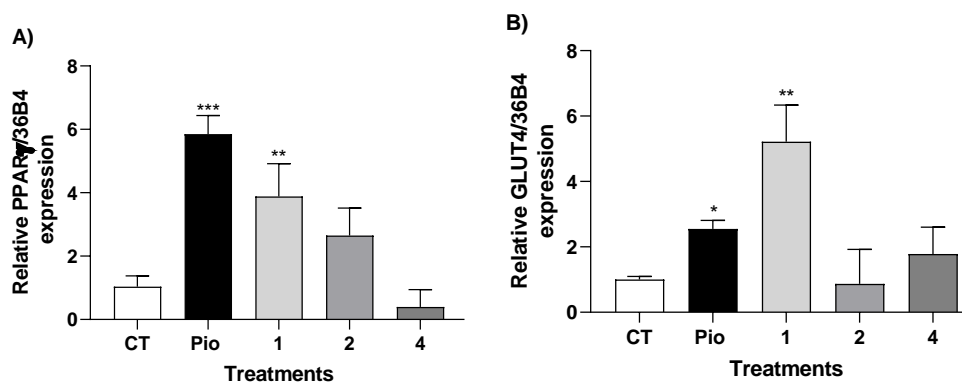 A)
Relative PPARγ/36B4
expression
8
6
4
2
0
***
**
CT Pio 1 2 4
Treatments
B)
Relative GLUT4/36B4
expression
8
6
4
2
0
*
**
CT Pio 1 2 4
Treatments